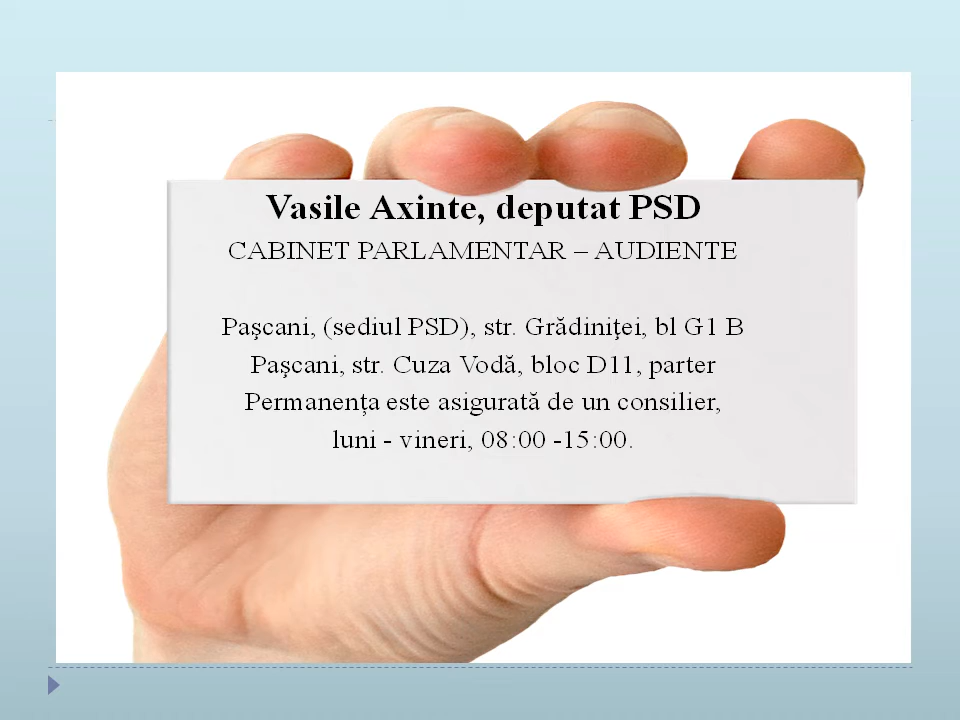 Vasile Axinte, deputat PSD
CABINET PARLAMENTAR – AUDIENTE
Paşcani, (sediul PSD), str. Grădiniţei, bl G1 B
Paşcani, str. Cuza Vodă, bloc D11, parter
Permanența este asigurată de un consilier,
luni - vineri, 08:00 -15:00.